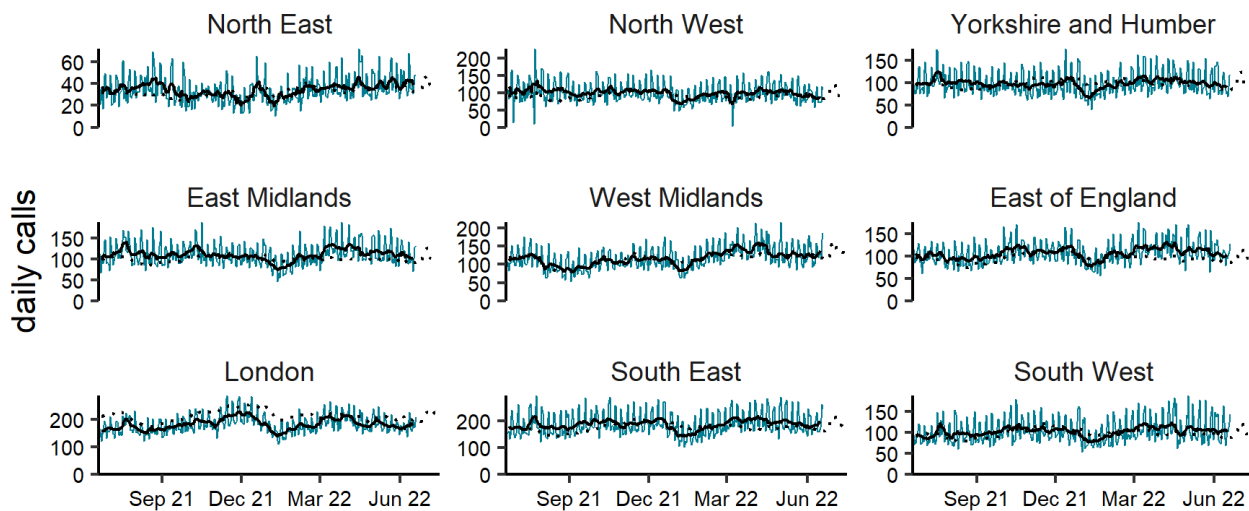 North East
North West
Yorkshire and Humber
60
40
20
0
200
150
100
50
0
150
100
50
0
East Midlands
West Midlands
East of England
150
100
50
0
200
150
100
50
0
150
100
50
0
daily calls
London
South East
South West
200
100
0
200
100
0
150
100
50
0
Sep 21 Dec 21 Mar 22 Jun 22
Sep 21 Dec 21 Mar 22 Jun 22
Sep 21 Dec 21 Mar 22 Jun 22